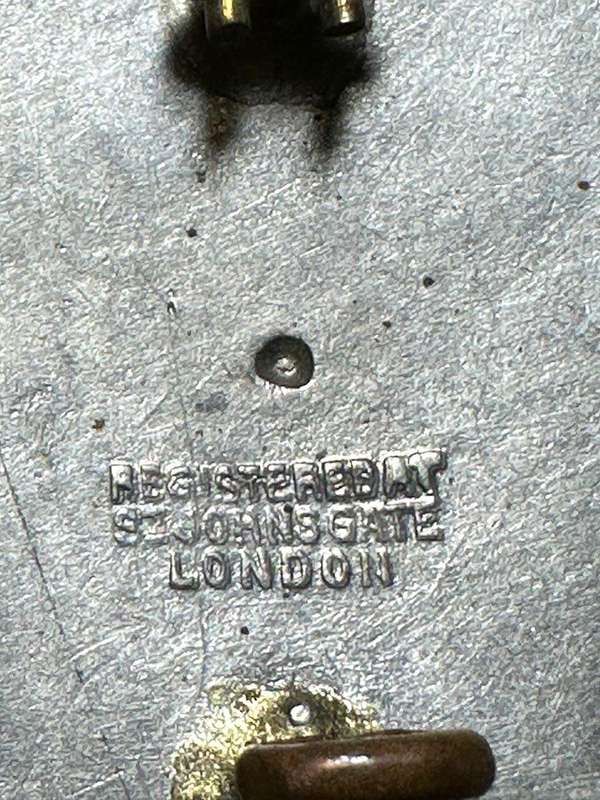 REGISTERED AT
ST JOHNS GATE
LONDON